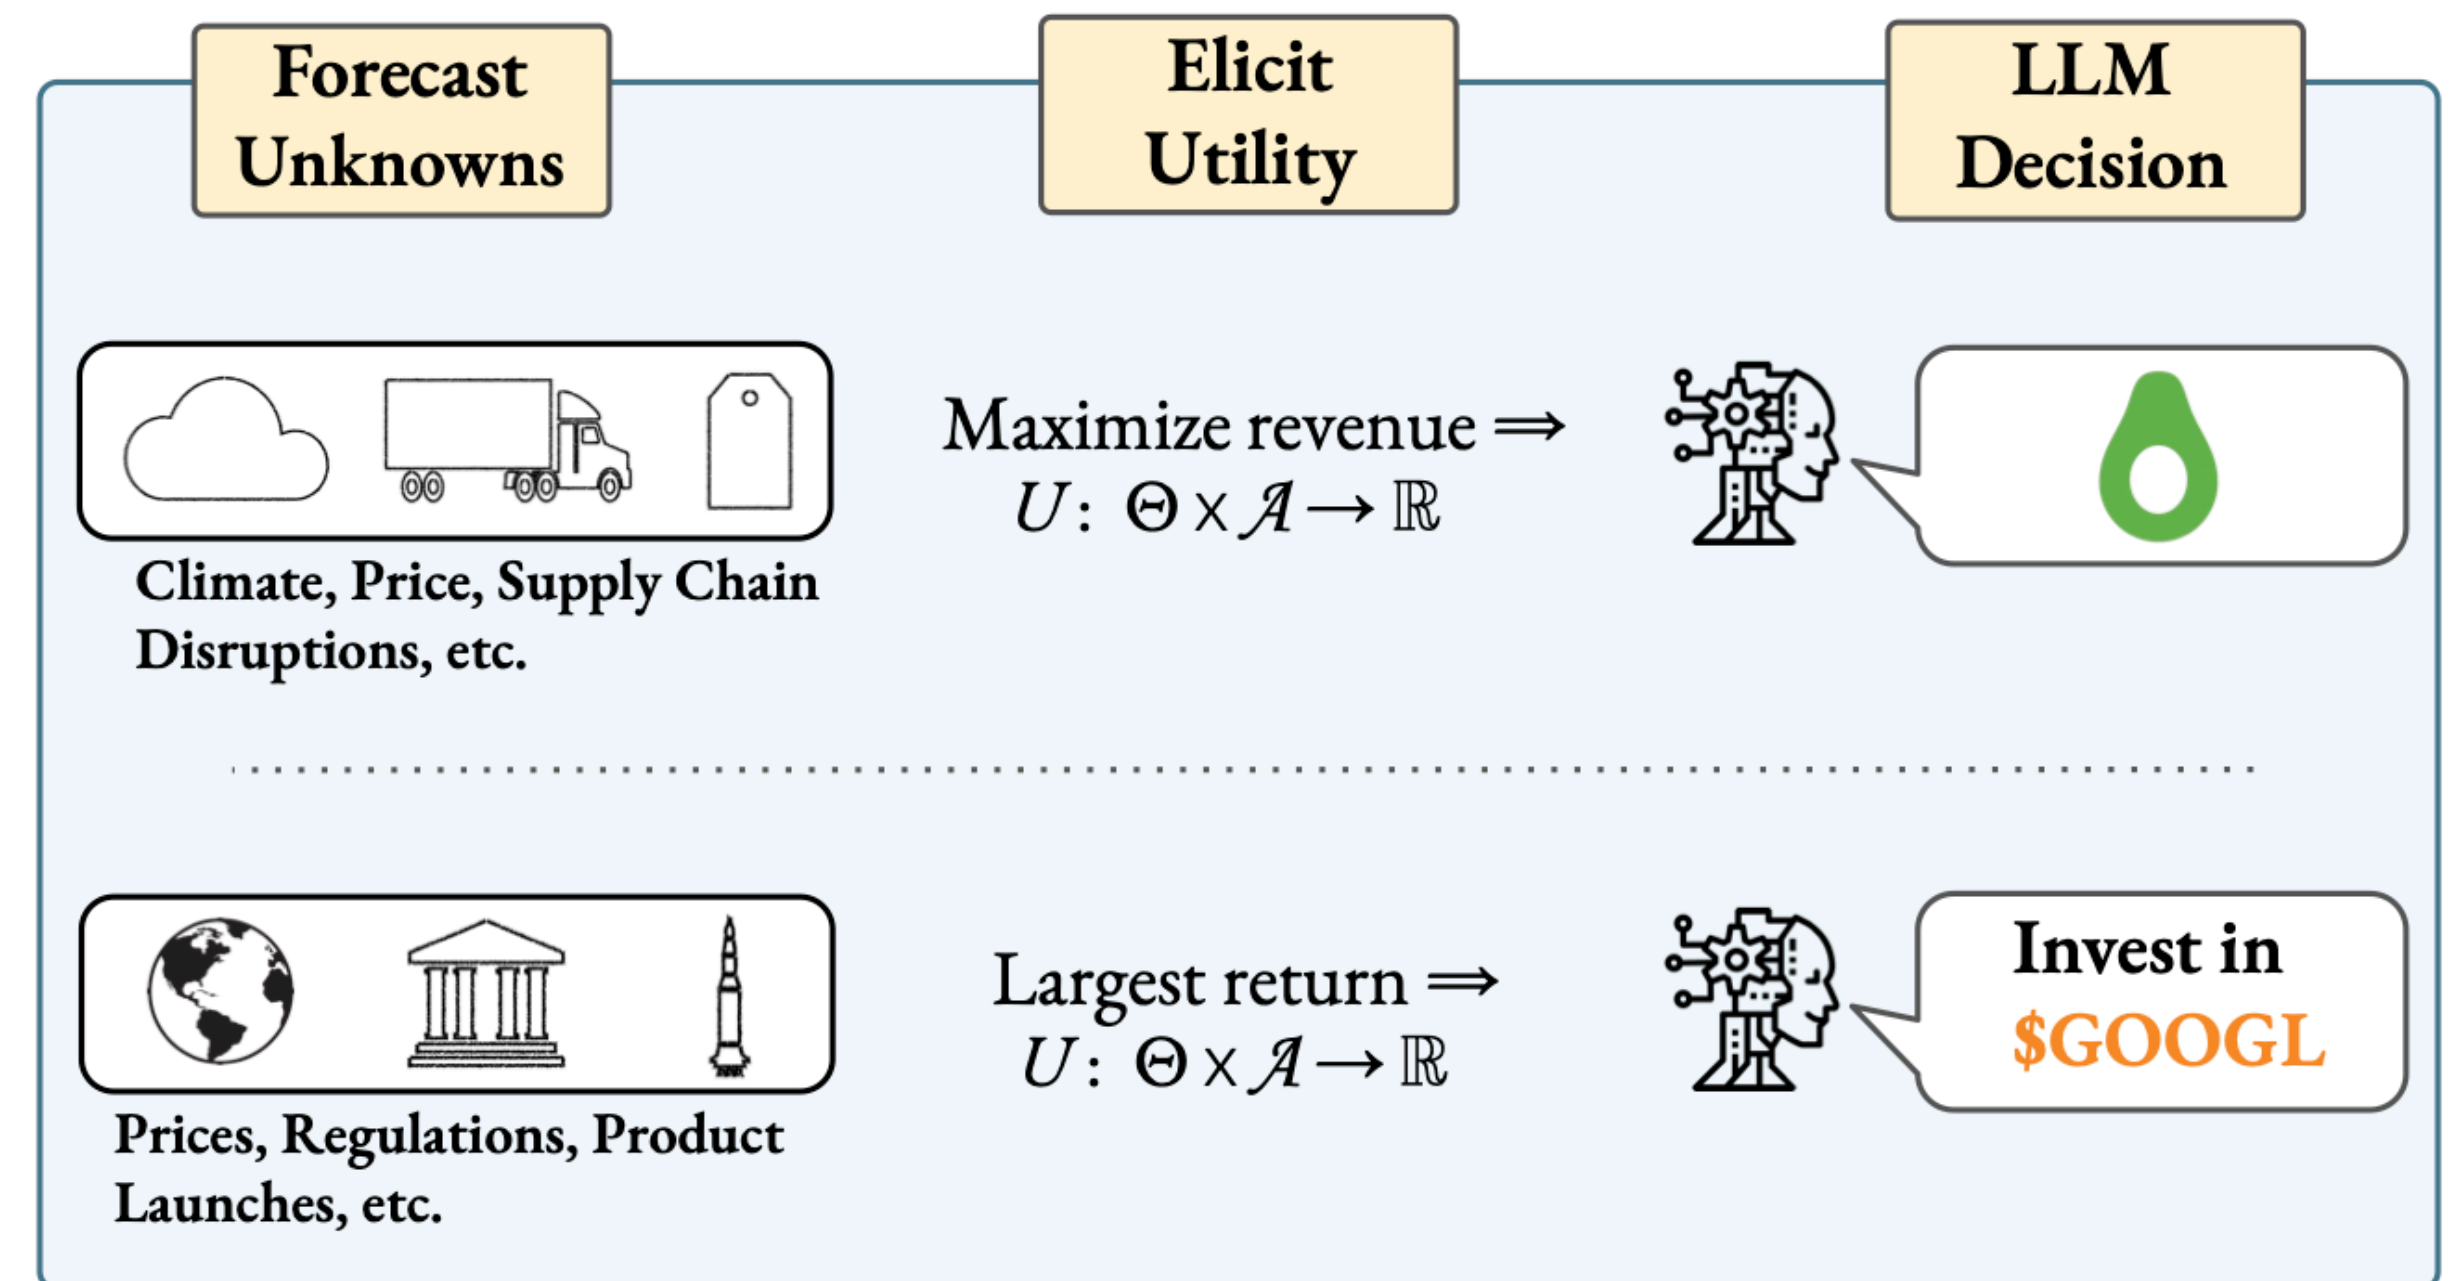 Forecast
Unknowns
Elicit
Utility
LLM
Decision
Maximize revenue ⇒
U: Θ x 𝒜 → ℝ
Climate, Price, Supply Chain
Disruptions, etc.
Largest return ⇒
U: Θ x 𝒜 → ℝ
Invest in
$GOOGL
Prices, Regulations, Product
Launches, etc.